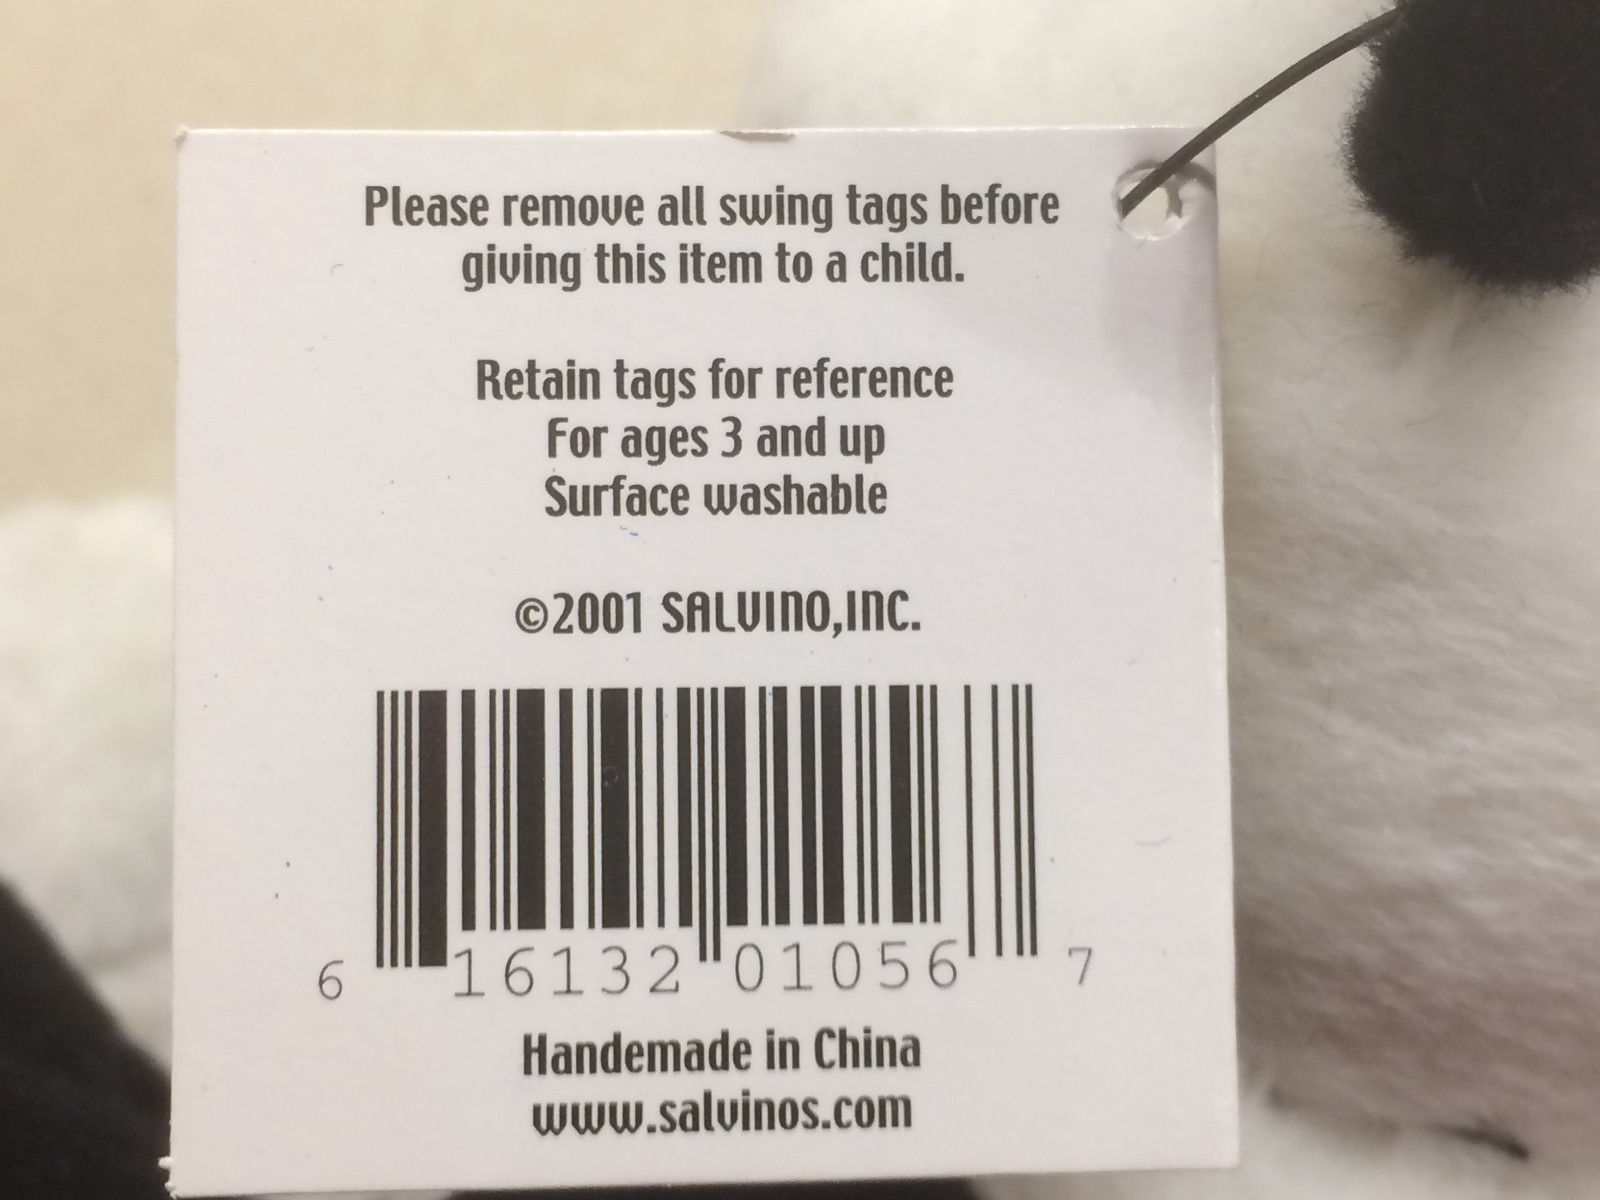 Please remove all swing tags before
giving this item to a child.
Retain tags for reference
For ages 3 and up
Surface washable
©2001 SALVINO,INC.
6 16132 01056 7
Handemade in China
www.salvinos.com